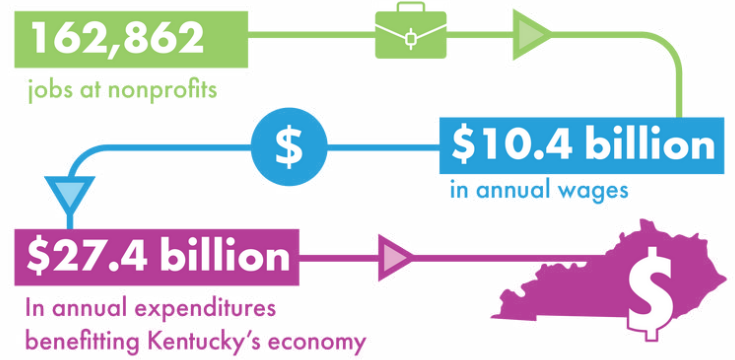 162,862
jobs at nonprofits
$
$10.4 billion
in annual wages
$27.4 billion
In annual expenditures
benefitting Kentucky's economy
$